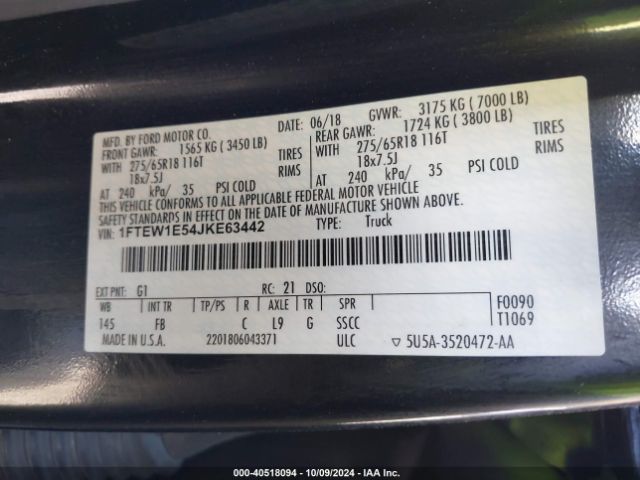 MFD. BY FORD MOTOR CO.
DATE: 06/18 GVWR: 3175 KG ( 7000 LB)
FRONT GAWR: 1565 KG ( 3450 LB)
REAR GAWR: 1724 KG ( 3800 LB)
WITH 275/65R18 116T TIRES
WITH 275/65R18 116T TIRES
18x7.5J RIMS
18x7.5J RIMS
AT 240 kPa/ 35 PSI COLD
AT 240 kPa/ 35 PSI COLD
THIS VEHICLE CONFORMS TO ALL APPLICABLE FEDERAL MOTOR VEHICLE
SAFETY STANDARDS IN EFFECT ON THE DATE OF MANUFACTURE SHOWN ABOVE.
VIN: 1FTEW1E54JKE63442 TYPE: Truck
EXT PNT: G1 RC: 21 DSO:
WB INT TR TP/PS R AXLE TR SPR F0090
145 FB C L9 G SSCC T1069
MADE IN U.S.A. 2201806043371 ULC ▽ 5U5A-3520472-AA
000-40518094 - 10/09/2024 - IAA Inc.